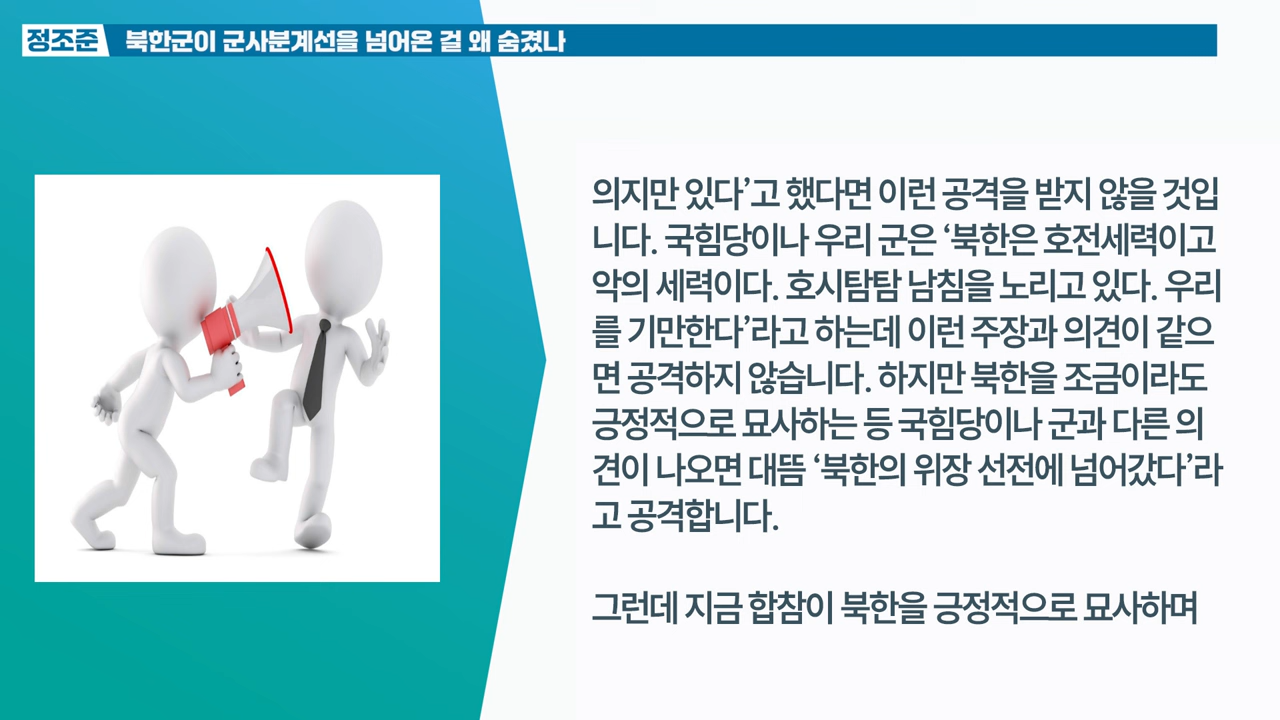 정조준 북한군이 군사분계선을 넘어온 걸 왜 숨겼나
의지만 있다’고 했다면 이런 공격을 받지 않을 것입
니다. 국힘당이나 우리 군은 ‘북한은 호전세력이고
악의 세력이다. 호시탐탐 남침을 노리고 있다. 우리
를 기만한다’라고 하는데 이런 주장과 의견이 같으
면 공격하지 않습니다. 하지만 북한을 조금이라도
긍정적으로 묘사하는 등 국힘당이나 군과 다른 의
견이 나오면 대뜸 ‘북한의 위장 선전에 넘어갔다’라
고 공격합니다.
그런데 지금 합참이 북한을 긍정적으로 묘사하며